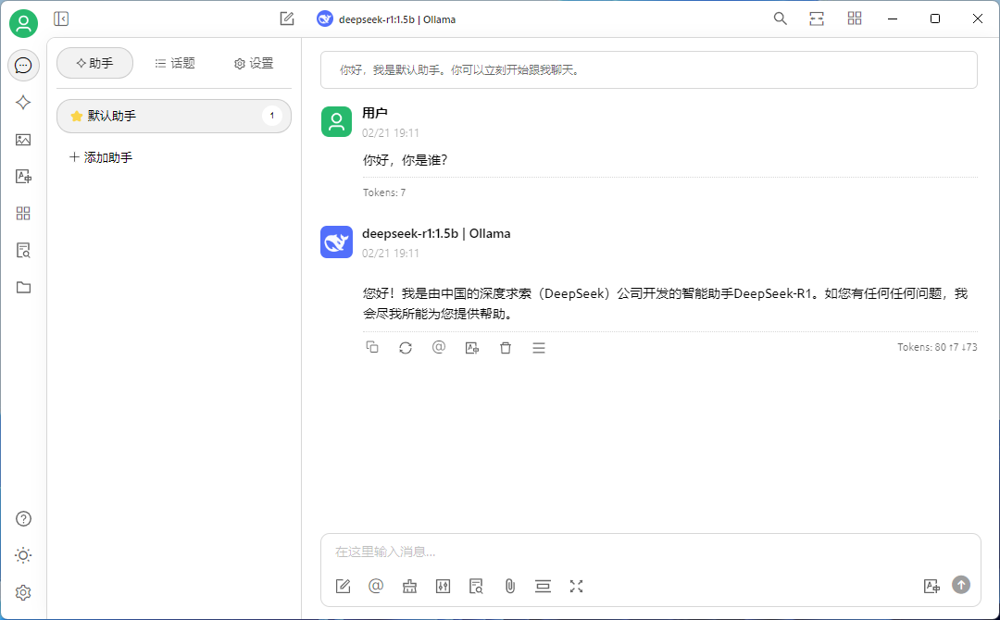 deepseek-r1:1.5b | Ollama
助手
话题
设置
默认助手
1
添加助手
你好，我是默认助手。你可以立刻开始跟我聊天。
用户
02/21 19:11
你好，你是谁？
Tokens: 7
deepseek-r1:1.5b | Ollama
02/21 19:11
您好！我是由中国的深度求索（DeepSeek）公司开发的智能助手DeepSeek-R1。如您有任何任何问题，我
会尽我所能为您提供帮助。
Tokens: 80 ↑7 ↓73
在这里输入消息...